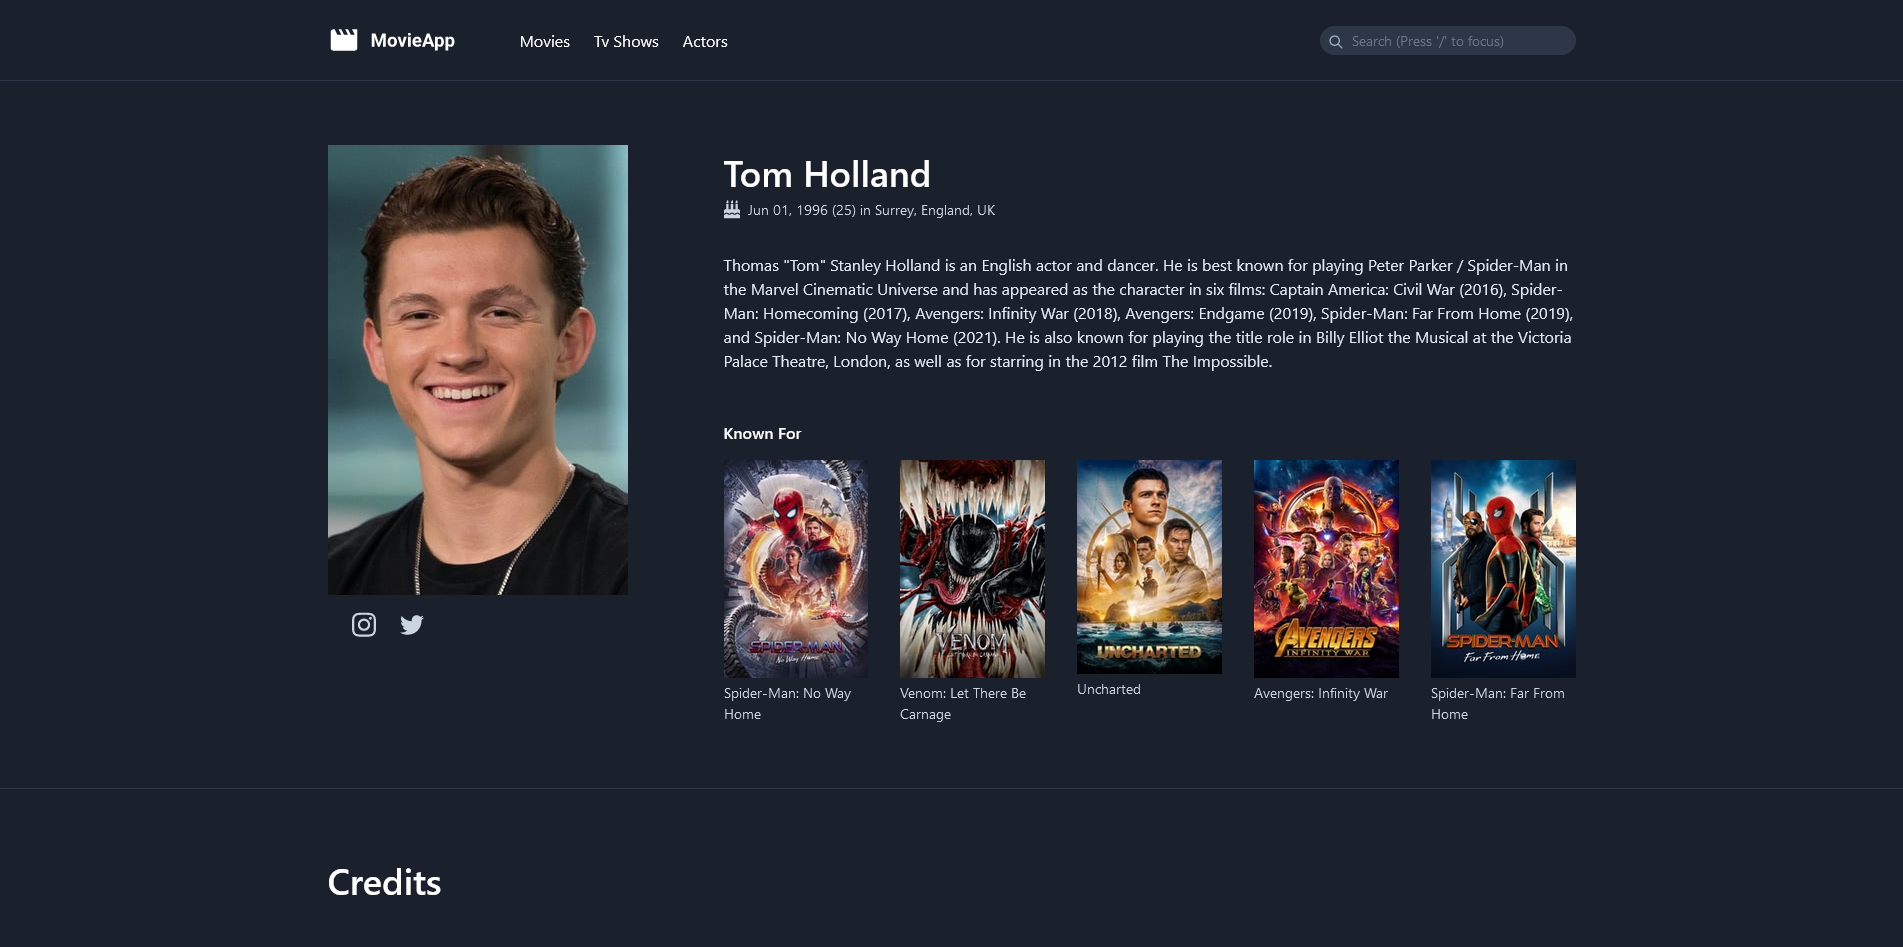 MovieApp
Movies
Tv Shows
Actors
Search (Press '/' to focus)
Tom Holland
Jun 01, 1996 (25) in Surrey, England, UK
Thomas "Tom" Stanley Holland is an English actor and dancer. He is best known for playing Peter Parker / Spider-Man in
the Marvel Cinematic Universe and has appeared as the character in six films: Captain America: Civil War (2016), Spider-
Man: Homecoming (2017), Avengers: Infinity War (2018), Avengers: Endgame (2019), Spider-Man: Far From Home (2019),
and Spider-Man: No Way Home (2021). He is also known for playing the title role in Billy Elliot the Musical at the Victoria
Palace Theatre, London, as well as for starring in the 2012 film The Impossible.
Known For
SPIDER-MAN
No Way Home
VENOM
LET THERE BE CARNAGE
UNCHARTED
AVENGERS
INFINITY WAR
SPIDER-MAN
Far From Home
Spider-Man: No Way
Home
Venom: Let There Be
Carnage
Uncharted
Avengers: Infinity War
Spider-Man: Far From
Home
Credits